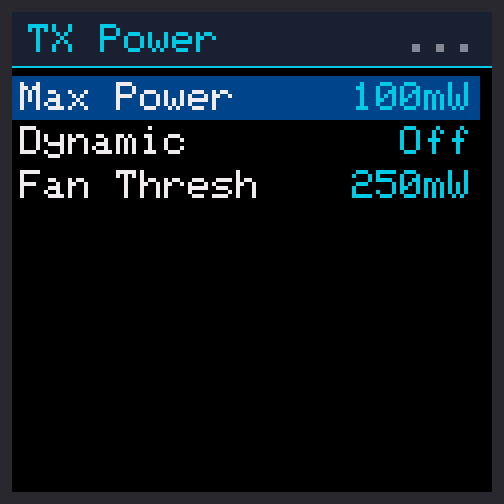 TX Power ...
Max Power 100mW
Dynamic Off
Fan Thresh 250mW